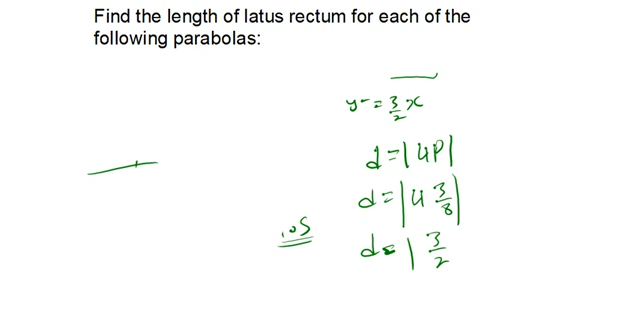 Find the length of latus rectum for each of the
following parabolas:
y² = 3/2 x
d = |4P|
d = |4 3/8|
d = | 3/2